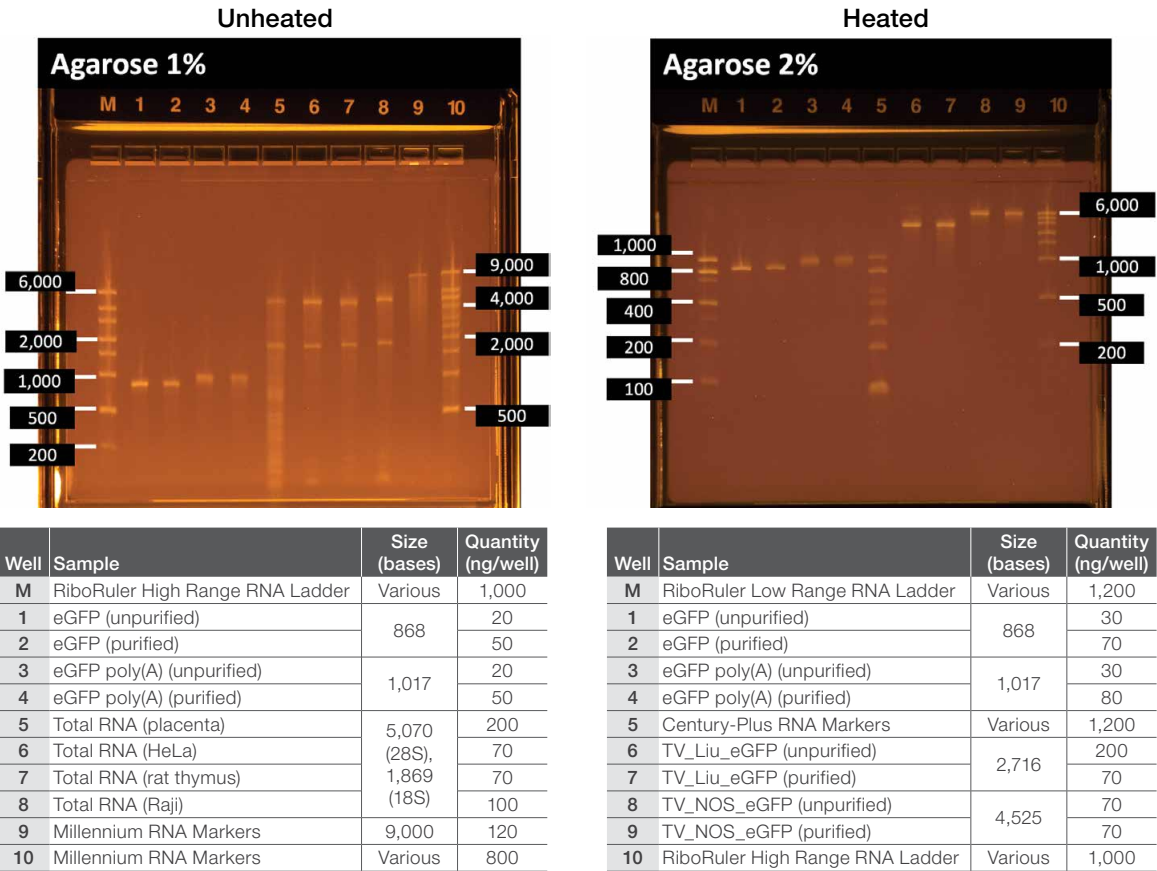 Unheated
Agarose 1%
M 1 2 3 4 5 6 7 8 9 10
6,000
2,000
1,000
500
200
9,000
4,000
2,000
500
Well Sample Size (bases) Quantity (ng/well)
M RiboRuler High Range RNA Ladder Various 1,000
1 eGFP (unpurified) 868 20
2 eGFP (purified) 50
3 eGFP poly(A) (unpurified) 1,017 20
4 eGFP poly(A) (purified) 50
5 Total RNA (placenta) 5,070 (28S), 1,869 (18S) 200
6 Total RNA (HeLa) 70
7 Total RNA (rat thymus) 70
8 Total RNA (Raji) 100
9 Millennium RNA Markers 9,000 120
10 Millennium RNA Markers Various 800
Heated
Agarose 2%
M 1 2 3 4 5 6 7 8 9 10
1,000
800
400
200
100
6,000
1,000
500
200
Well Sample Size (bases) Quantity (ng/well)
M RiboRuler Low Range RNA Ladder Various 1,200
1 eGFP (unpurified) 868 30
2 eGFP (purified) 70
3 eGFP poly(A) (unpurified) 1,017 30
4 eGFP poly(A) (purified) 80
5 Century-Plus RNA Markers Various 1,200
6 TV_Liu_eGFP (unpurified) 2,716 200
7 TV_Liu_eGFP (purified) 70
8 TV_NOS_eGFP (unpurified) 4,525 70
9 TV_NOS_eGFP (purified) 70
10 RiboRuler High Range RNA Ladder Various 1,000